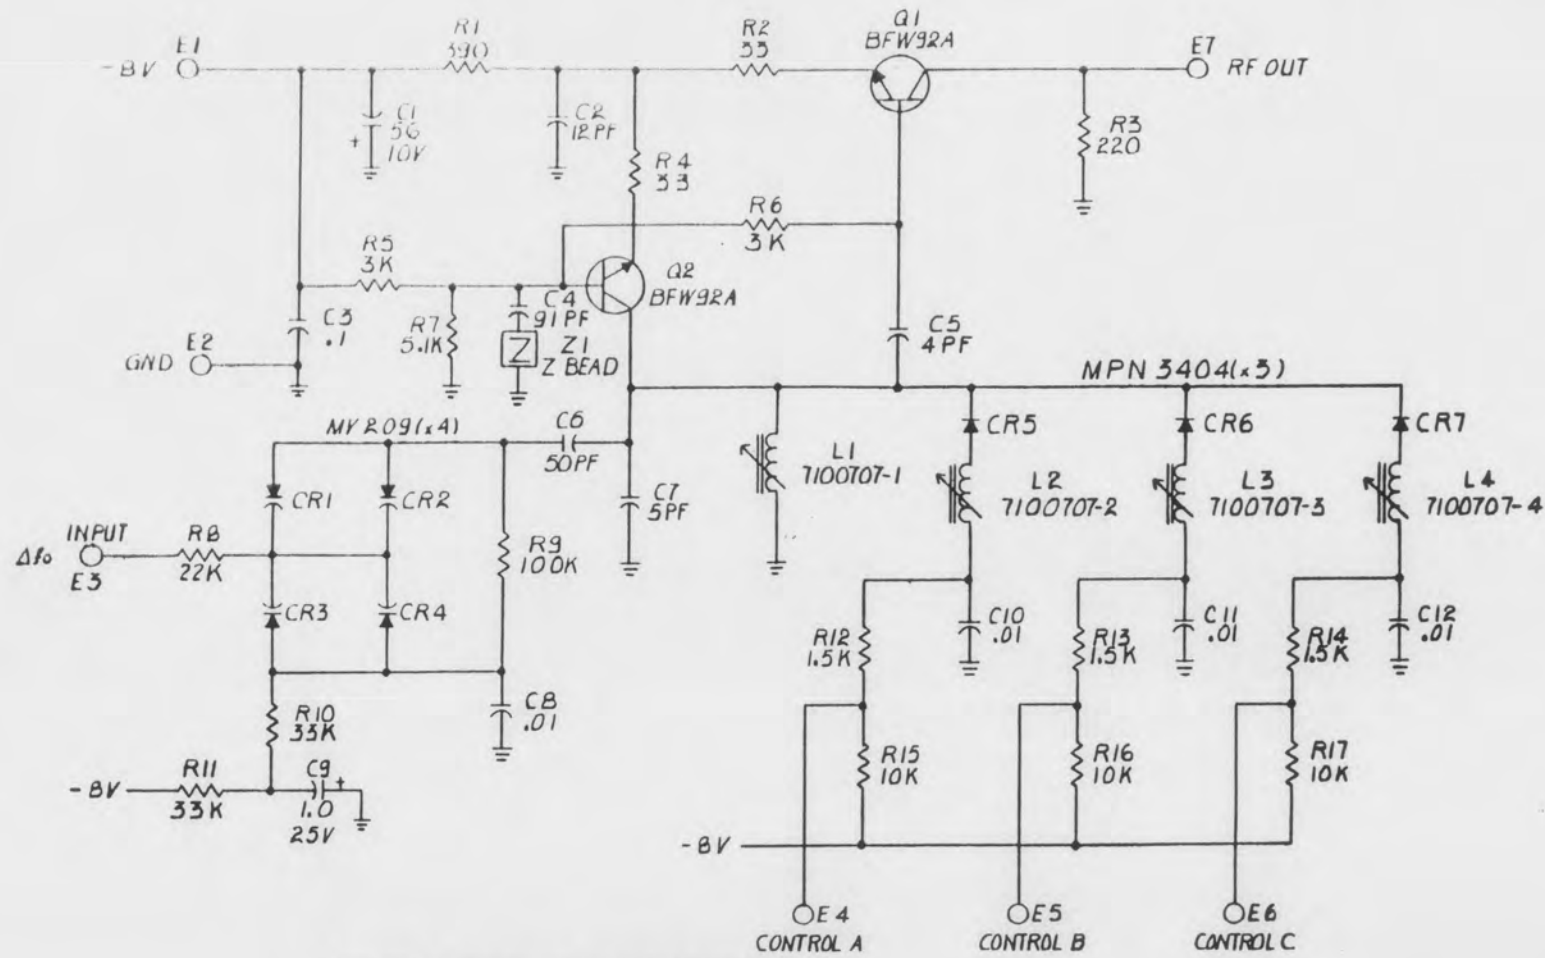 E1
-8V
R1
390
R2
33
Q1
BFW92A
E7
RF OUT
C1
56
10V
+
C2
12PF
R4
33
R3
220
R6
3K
R5
3K
Q2
BFW92A
C3
.1
R7
5.1K
C4
91PF
Z
Z1
Z BEAD
C5
4PF
E2
GND
MPN 3404(x3)
MV209(x4)
C6
50PF
CR5
CR6
CR7
L1
7100707-1
L2
7100707-2
L3
7100707-3
L4
7100707-4
CR1
CR2
C7
5PF
INPUT
Δfo
E3
R8
22K
R9
100K
CR3
CR4
C10
.01
C11
.01
C12
.01
R12
1.5K
R13
1.5K
R14
1.5K
C8
.01
R10
33K
R11
33K
-8V
C9
+
1.0
25V
R15
10K
R16
10K
R17
10K
-8V
E4
CONTROL A
E5
CONTROL B
E6
CONTROL C